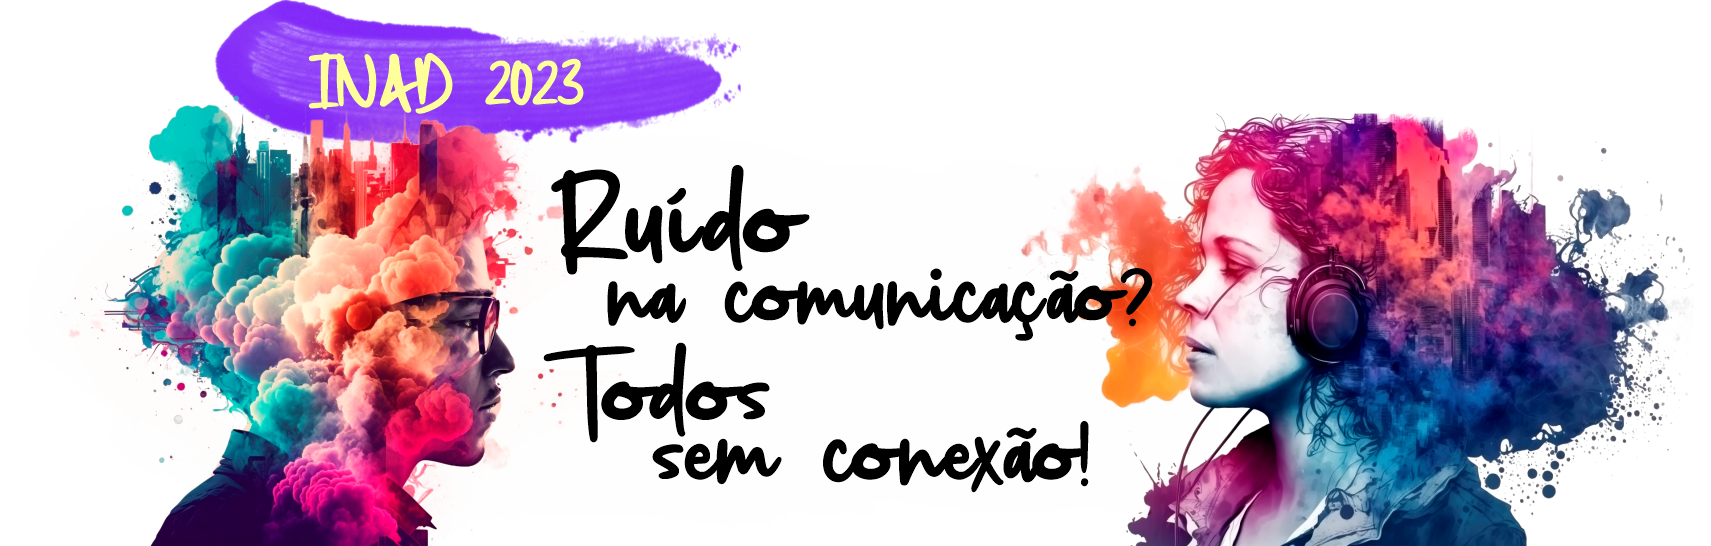 INAD 2023
Ruído
na comunicação?
Todos
sem conexão!